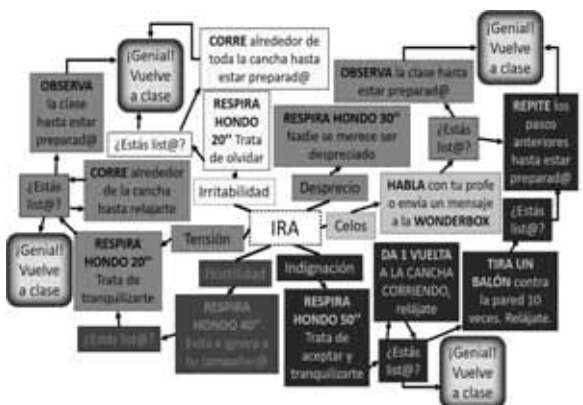 ¡Genial!
Vuelve
a clase
CORRE alrededor de
toda la cancha hasta
estar preparad@
¡Genial!
Vuelve
a clase
OBSERVA
la clase
hasta estar
preparad@
OBSERVA la clase hasta
estar preparad@
¿Estás list@?
RESPIRA
HONDO
20’’ Trata
de olvidar
RESPIRA HONDO 30’’
Nadie se merece ser
despreciado
¿Estás
list@?
REPITE los
pasos
anteriores
hasta estar
preparad@
¿Estás
list@?
CORRE alrededor
de la cancha
hasta relajarte
Irritabilidad
Desprecio
HABLA con tu profe
o envía un mensaje
a la WONDERBOX
¿Estás
list@?
¡Genial!
Vuelve
a clase
RESPIRA
HONDO 20’’
Trata de
tranquilizarte
Tensión
IRA
Celos
Hostilidad
Indignación
DA 1 VUELTA
A LA CANCHA
CORRIENDO,
relájate
TIRA UN
BALÓN contra
la pared 10
veces. Relájate.
¿Estás list@?
RESPIRA
HONDO 40’’
Evita o ignora a
RESPIRA
HONDO 50’’
Trata de
aceptar y
tranquilizarte
¿Estás
list@?
¡Genial!
Vuelve
a clase